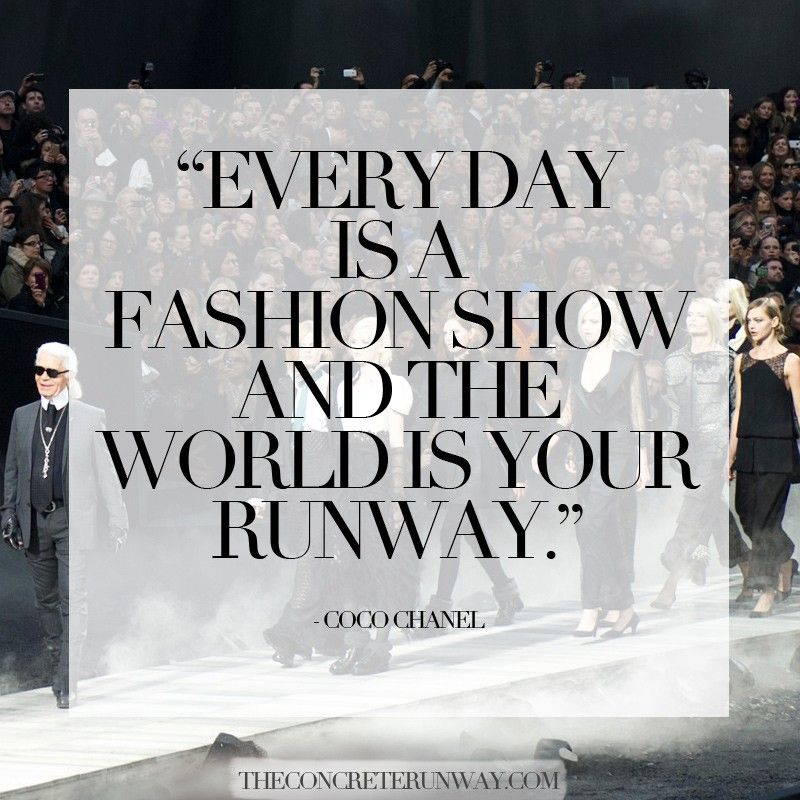 “EVERY DAY
IS A
FASHION SHOW
AND THE
WORLD IS YOUR
RUNWAY.”
- COCO CHANEL
THECONCRETERUNWAY.COM